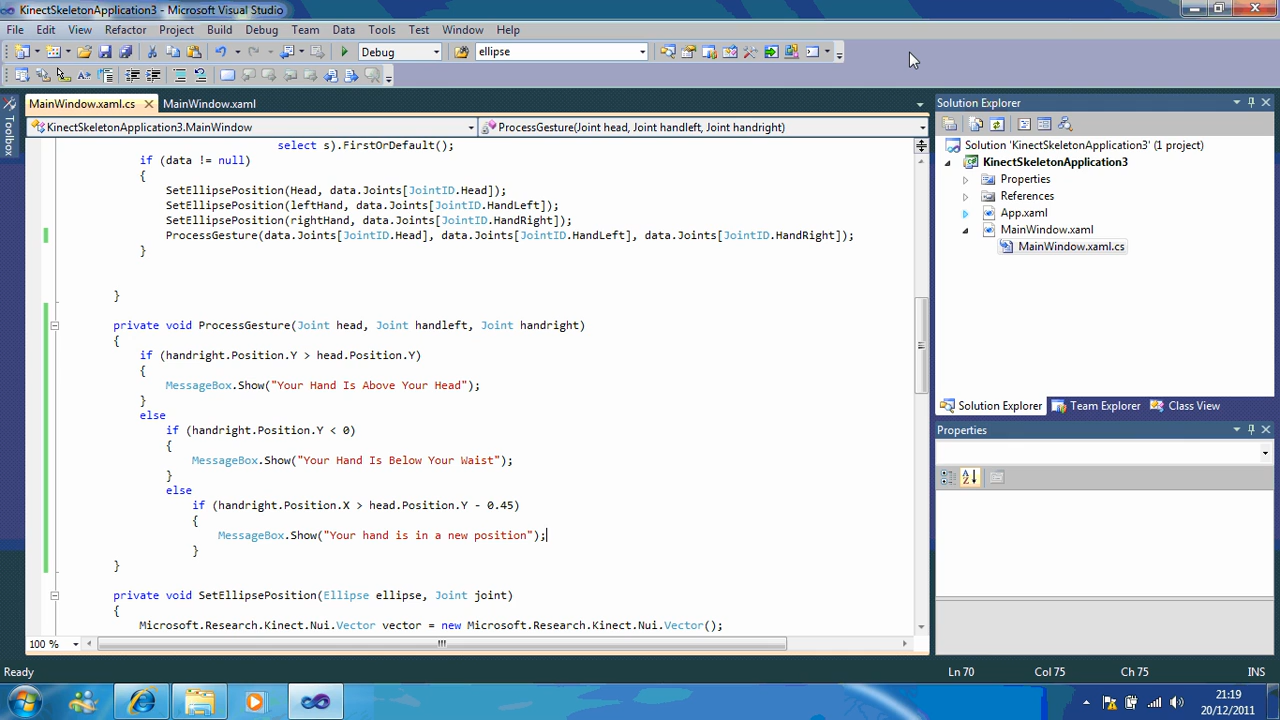 KinectSkeletonApplication3 - Microsoft Visual Studio
File Edit View Refactor Project Build Debug Team Data Tools Test Window Help
Debug ellipse
MainWindow.xaml.cs MainWindow.xaml
KinectSkeletonApplication3.MainWindow ProcessGesture(Joint head, Joint handleft, Joint handright)
Toolbox
select s).FirstOrDefault();
if (data != null)
{
SetEllipsePosition(Head, data.Joints[JointID.Head]);
SetEllipsePosition(leftHand, data.Joints[JointID.HandLeft]);
SetEllipsePosition(rightHand, data.Joints[JointID.HandRight]);
ProcessGesture(data.Joints[JointID.Head], data.Joints[JointID.HandLeft], data.Joints[JointID.HandRight]);
}
}
private void ProcessGesture(Joint head, Joint handleft, Joint handright)
{
if (handright.Position.Y > head.Position.Y)
{
MessageBox.Show("Your Hand Is Above Your Head");
}
else
if (handright.Position.Y < 0)
{
MessageBox.Show("Your Hand Is Below Your Waist");
}
else
if (handright.Position.X > head.Position.Y - 0.45)
{
MessageBox.Show("Your hand is in a new position");
}
}
private void SetEllipsePosition(Ellipse ellipse, Joint joint)
{
Microsoft.Research.Kinect.Nui.Vector vector = new Microsoft.Research.Kinect.Nui.Vector();
100 %
Solution Explorer
Solution 'KinectSkeletonApplication3' (1 project)
KinectSkeletonApplication3
Properties
References
App.xaml
MainWindow.xaml
MainWindow.xaml.cs
Solution Explorer Team Explorer Class View
Properties
Ready Ln 70 Col 75 Ch 75 INS
21:19
20/12/2011